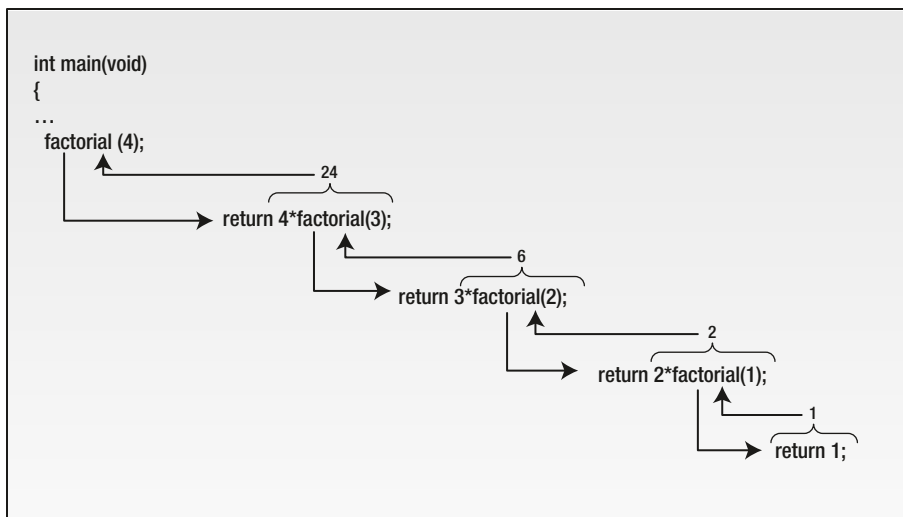 int main(void)
{
...
factorial (4);
24
return 4*factorial(3);
6
return 3*factorial(2);
2
return 2*factorial(1);
1
return 1;